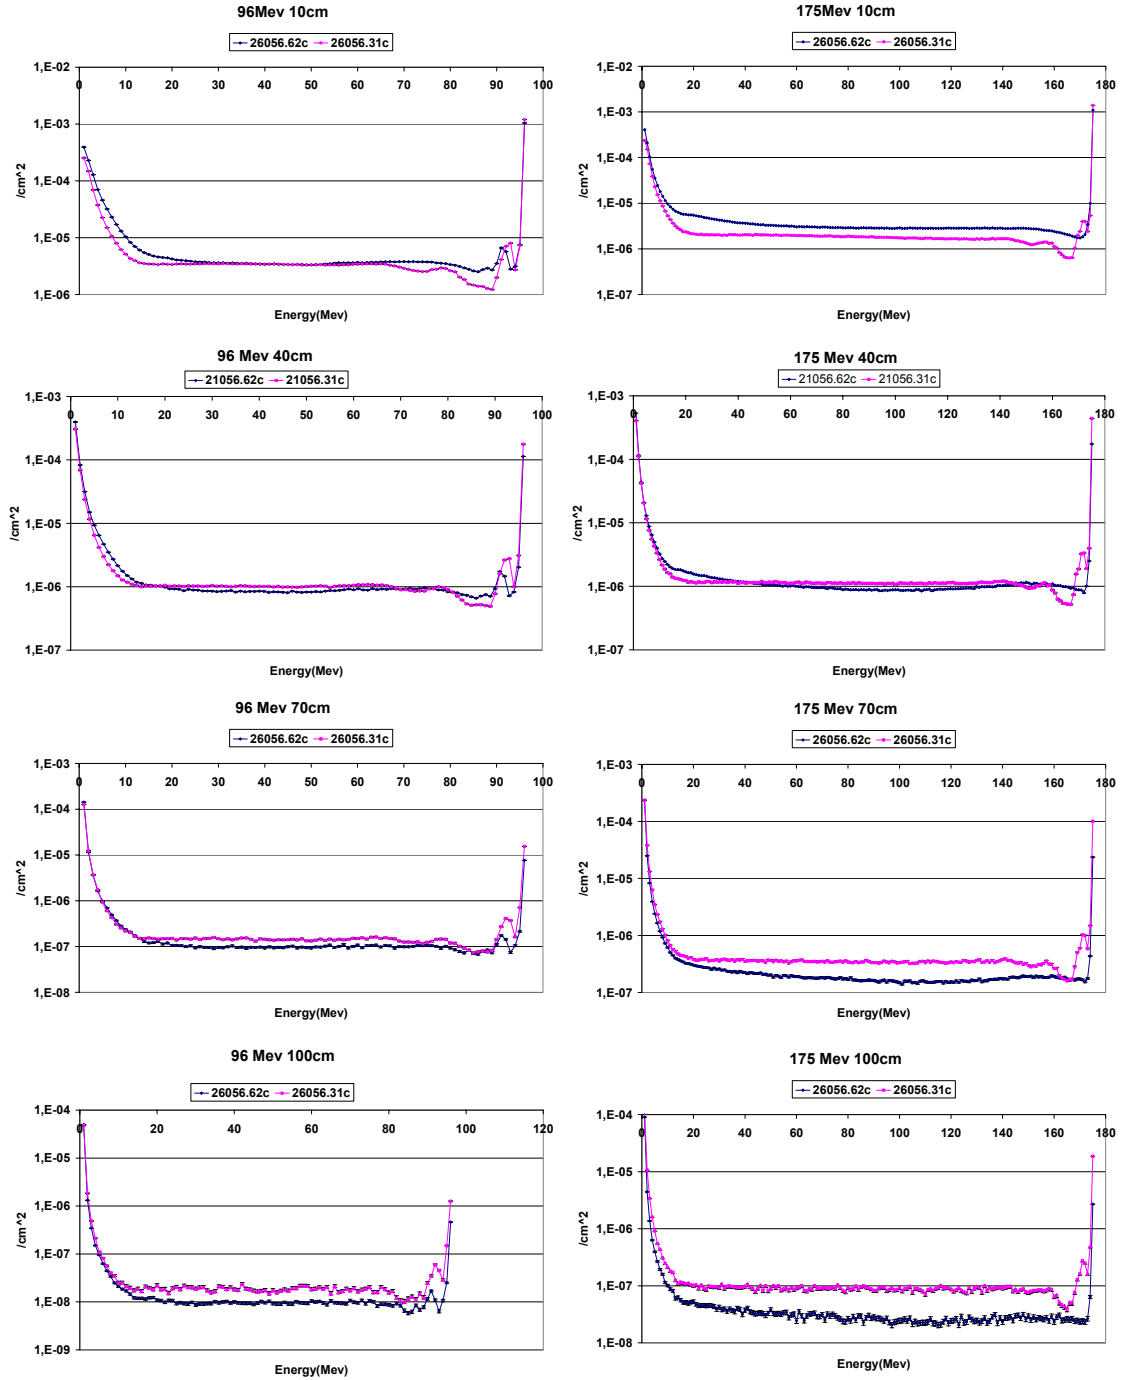 96Mev 10cm
26056.62c 26056.31c
1,E-02
0 10 20 30 40 50 60 70 80 90 100
1,E-03
1,E-04
1,E-05
1,E-06
/cm^2
Energy(Mev)
175Mev 10cm
26056.62c 26056.31c
1,E-02
0 20 40 60 80 100 120 140 160 180
1,E-03
1,E-04
1,E-05
1,E-06
1,E-07
/cm^2
Energy(Mev)
96 Mev 40cm
21056.62c 21056.31c
1,E-03
0 10 20 30 40 50 60 70 80 90 100
1,E-04
1,E-05
1,E-06
1,E-07
/cm^2
Energy(Mev)
175 Mev 40cm
21056.62c 21056.31c
1,E-03
0 20 40 60 80 100 120 140 160 180
1,E-04
1,E-05
1,E-06
1,E-07
/cm^2
Energy(Mev)
96 Mev 70cm
26056.62c 26056.31c
1,E-03
0 10 20 30 40 50 60 70 80 90 100
1,E-04
1,E-05
1,E-06
1,E-07
1,E-08
/cm^2
Energy(Mev)
175 Mev 70cm
26056.62c 26056.31c
1,E-03
0 20 40 60 80 100 120 140 160 180
1,E-04
1,E-05
1,E-06
1,E-07
/cm^2
Energy(Mev)
96 Mev 100cm
26056.62c 26056.31c
1,E-04
0 20 40 60 80 100 120
1,E-05
1,E-06
1,E-07
1,E-08
1,E-09
/cm^2
Energy(Mev)
175 Mev 100cm
26056.62c 26056.31c
1,E-04
0 20 40 60 80 100 120 140 160 180
1,E-05
1,E-06
1,E-07
1,E-08
/cm^2
Energy(Mev)